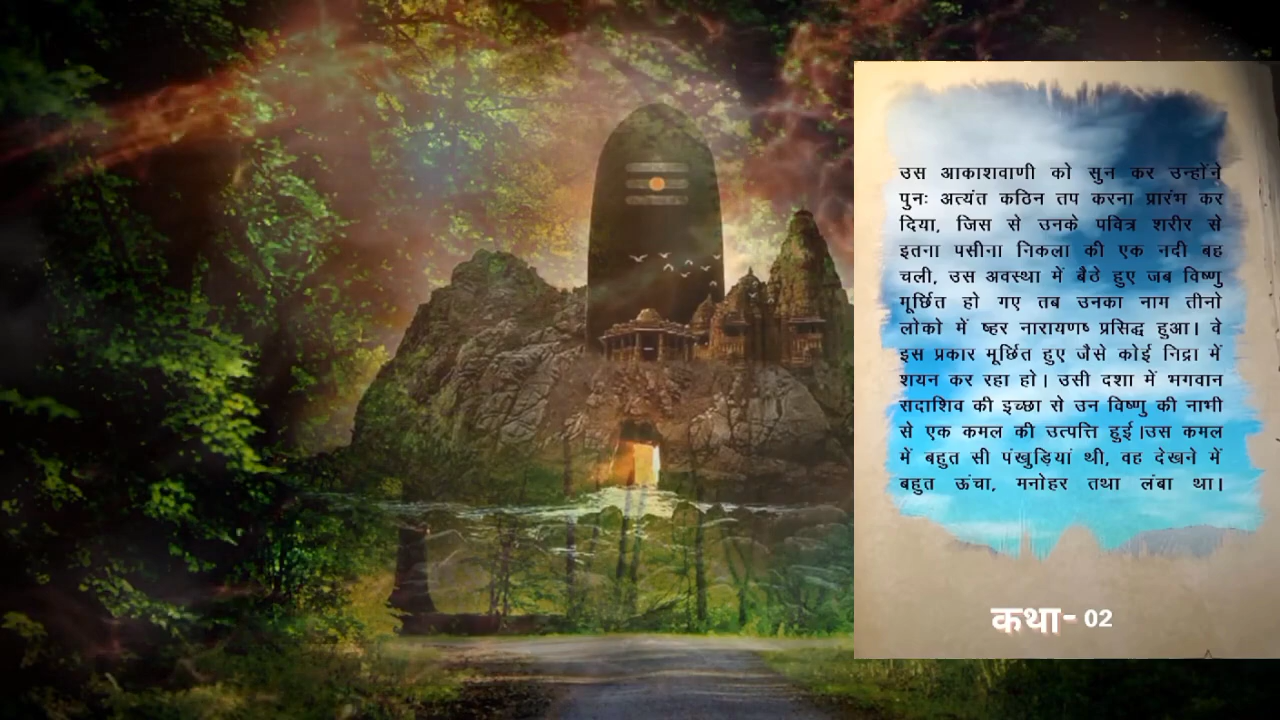 उस आकाशवाणी को सुन कर उन्होंने
पुनः अत्यंत कठिन तप करना प्रारंभ कर
दिया, जिस से उनके पवित्र शरीर से
इतना पसीना निकला की एक नदी बह
चली, उस अवस्था में बैठे हुए जब विष्णु
मूर्छित हो गए तब उनका नाम तीनो
लोको में ष्हर नारायणष् प्रसिद्ध हुआ। वे
इस प्रकार मूर्छित हुए जैसे कोई निद्रा में
शयन कर रहा हो। उसी दशा में भगवान
सदाशिव की इच्छा से उन विष्णु की नाभी
से एक कमल की उत्पत्ति हुई।उस कमल
में बहुत सी पंखुड़ियां थी, वह देखने में
बहुत ऊंचा, मनोहर तथा लंबा था।
कथा- 02